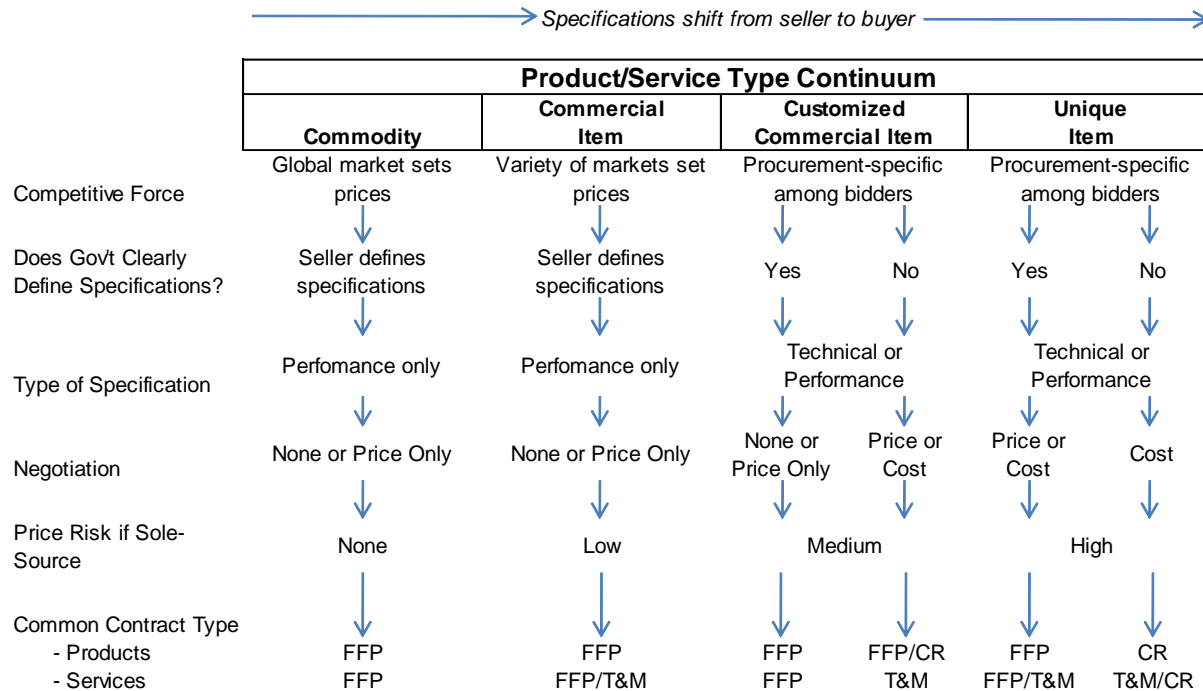 Specifications shift from seller to buyer
Product/Service Type Continuum
Commodity
Commercial
Item
Customized
Commercial Item
Unique
Item
Competitive Force
Global market sets
prices
Variety of markets set
prices
Procurement-specific
among bidders
Procurement-specific
among bidders
Does Gov't Clearly
Define Specifications?
Seller defines
specifications
Seller defines
specifications
Yes
No
Yes
No
Type of Specification
Perfomance only
Perfomance only
Technical or
Performance
Technical or
Performance
Negotiation
None or Price Only
None or Price Only
None or
Price Only
Price or
Cost
Price or
Cost
Cost
Price Risk if Sole-
Source
None
Low
Medium
High
Common Contract Type
- Products
FFP
FFP
FFP
FFP/CR
FFP
CR
- Services
FFP
FFP/T&M
FFP
T&M
FFP/T&M
T&M/CR